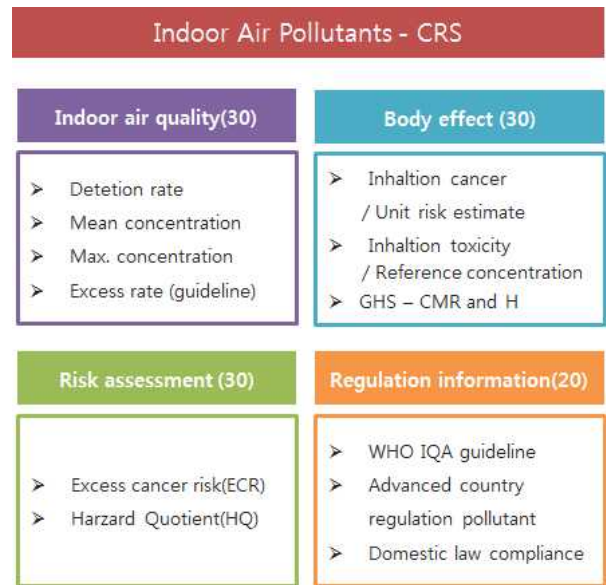 Indoor Air Pollutants - CRS
Indoor air quality(30)
➢ Detetion rate
➢ Mean concentration
➢ Max. concentration
➢ Excess rate (guideline)
Body effect (30)
➢ Inhaltion cancer
/ Unit risk estimate
➢ Inhaltion toxicity
/ Reference concentration
➢ GHS – CMR and H
Risk assessment (30)
➢ Excess cancer risk(ECR)
➢ Harzard Quotient(HQ)
Regulation information(20)
➢ WHO IQA guideline
➢ Advanced country
regulation pollutant
➢ Domestic law compliance